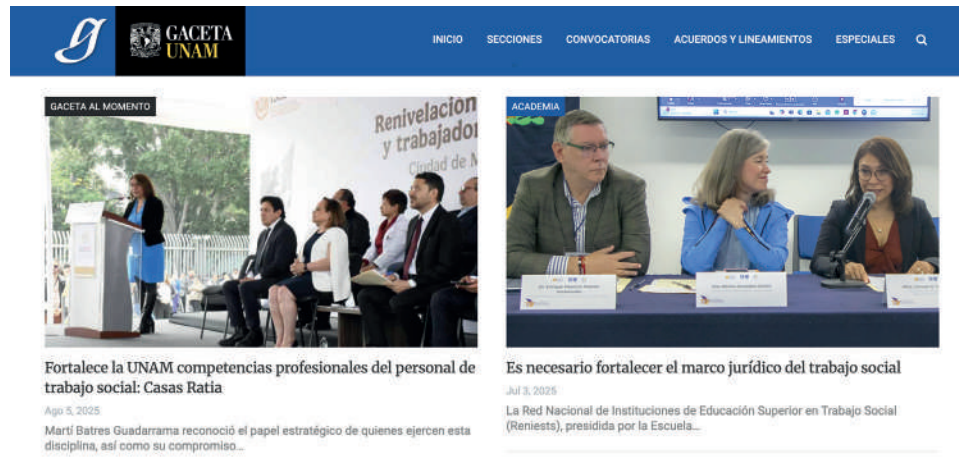 GACETA
UNAM
INICIO SECCIONES CONVOCATORIAS ACUERDOS Y LINEAMIENTOS ESPECIALES
GACETA AL MOMENTO
Renivelación
y trabajador
Ciudad de M
Fortalece la UNAM competencias profesionales del personal de
trabajo social: Casas Ratia
Ago 5, 2025
Martí Batres Guadarrama reconoció el papel estratégico de quienes ejercen esta
disciplina, así como su compromiso...
ACADEMIA
Es necesario fortalecer el marco jurídico del trabajo social
Jul 3, 2025
La Red Nacional de Instituciones de Educación Superior en Trabajo Social
(Reniests), presidida por la Escuela...